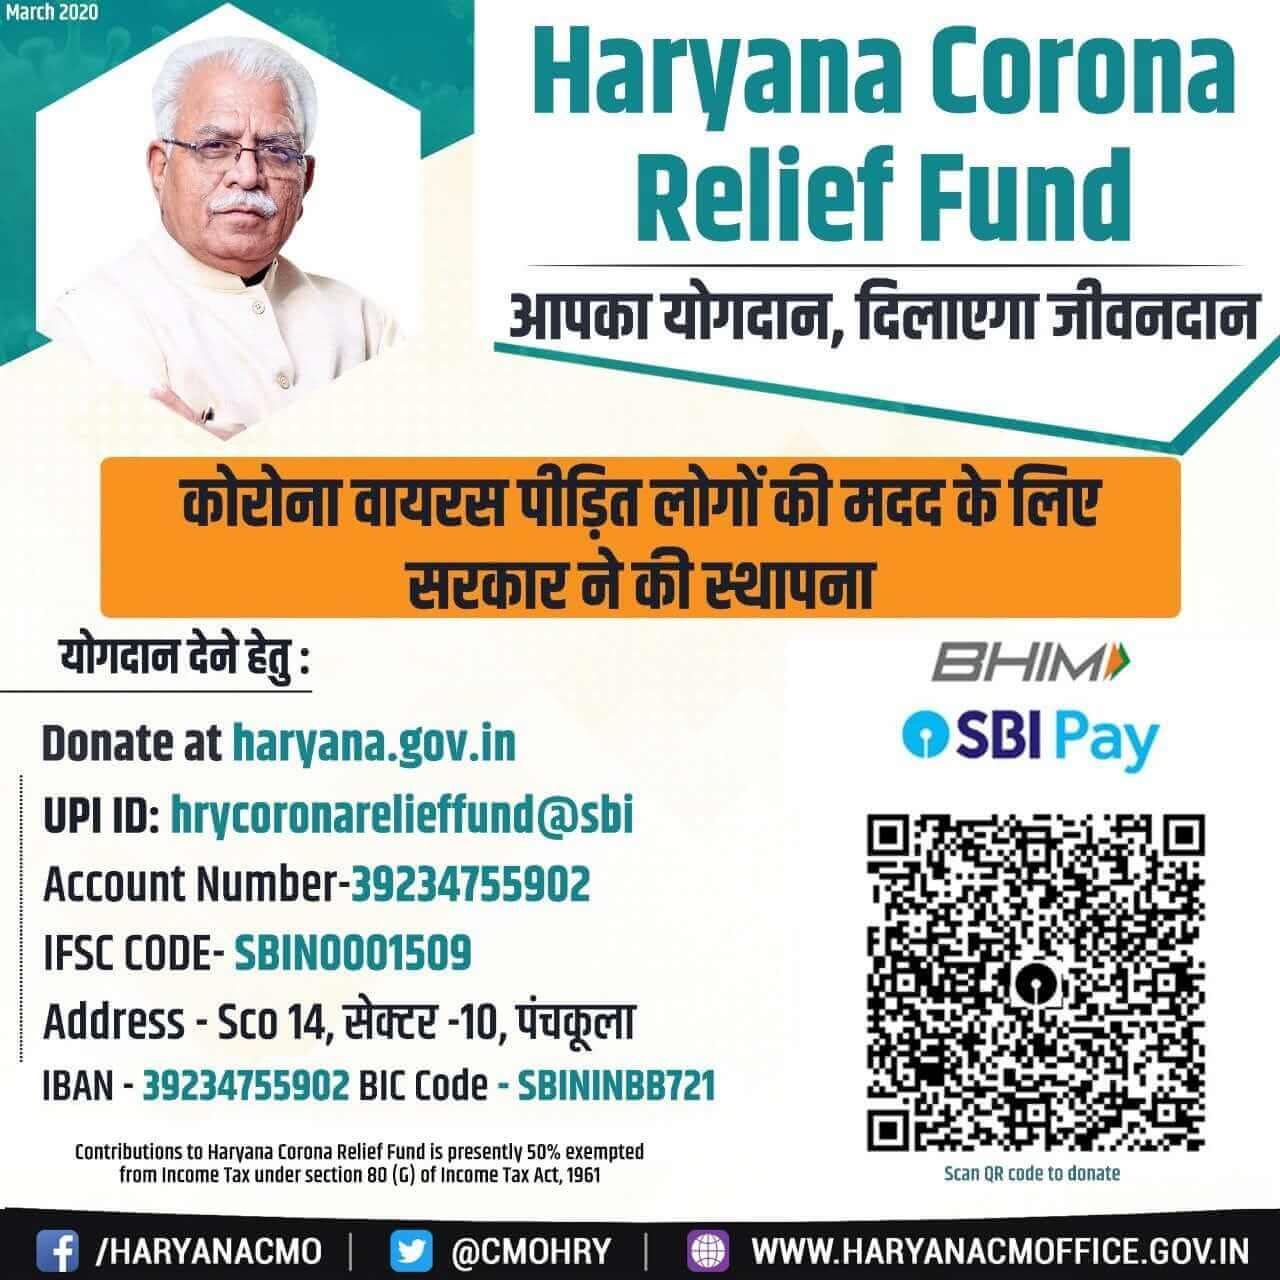 March 2020
Haryana Corona
Relief Fund
आपका योगदान, दिलाएगा जीवनदान
कोरोना वायरस पीड़ित लोगों की मदद के लिए
सरकार ने की स्थापना
योगदान देने हेतु :
Donate at haryana.gov.in
UPI ID: hrycoronarelieffund@sbi
Account Number-39234755902
IFSC CODE- SBIN0001509
Address - Sco 14, सेक्टर -10, पंचकूला
IBAN - 39234755902 BIC Code - SBININBB721
Contributions to Haryana Corona Relief Fund is presently 50% exempted
from Income Tax under section 80 (G) of Income Tax Act, 1961
BHIM
SBI Pay
Scan QR code to donate
/HARYANACMO | @CMOHRY | WWW.HARYANACMOFFICE.GOV.IN